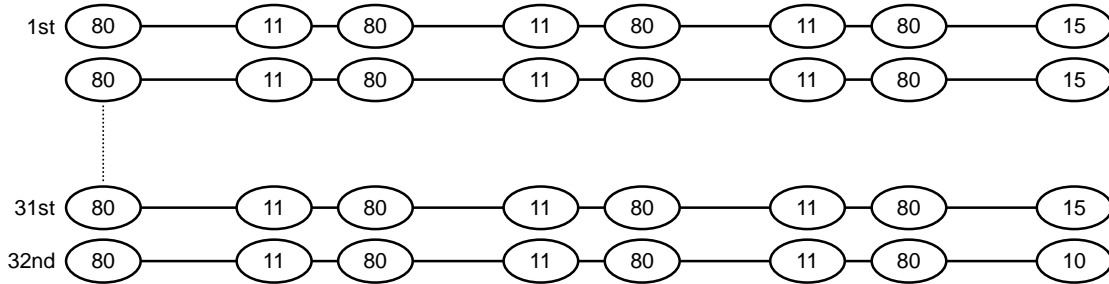 1st 80 11 80 11 80 11 80 15
80 11 80 11 80 11 80 15
31st 80 11 80 11 80 11 80 15
32nd 80 11 80 11 80 11 80 10